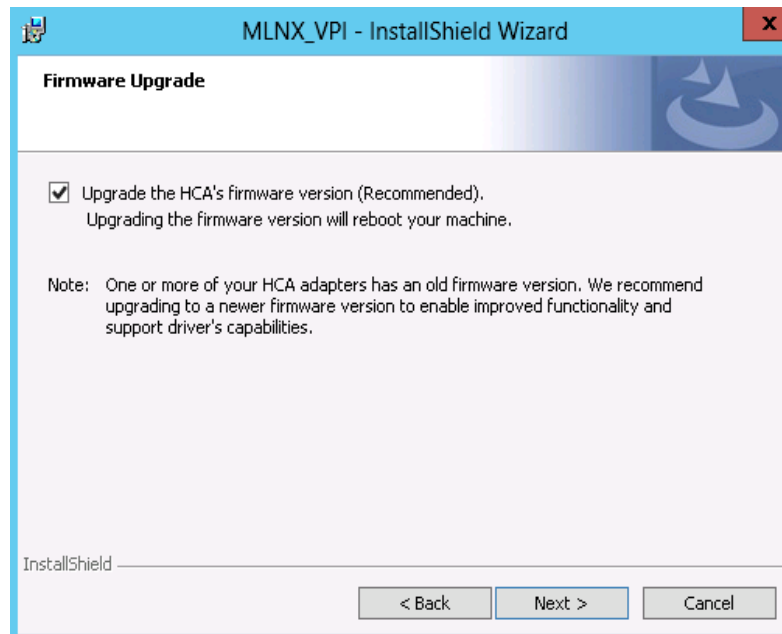 MLNX_VPI - InstallShield Wizard
x
Firmware Upgrade
Upgrade the HCA's firmware version (Recommended).
Upgrading the firmware version will reboot your machine.
Note: One or more of your HCA adapters has an old firmware version. We recommend
upgrading to a newer firmware version to enable improved functionality and
support driver's capabilities.
InstallShield
< Back Next > Cancel